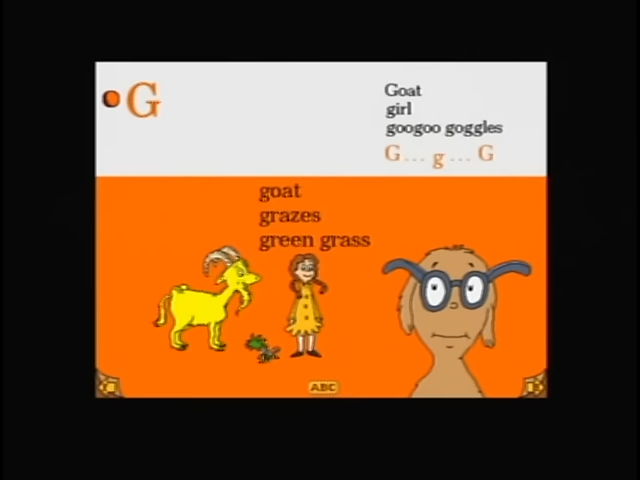 G
Goat
girl
googoo goggles
G ... g ... G
goat
grazes
green grass
ABC